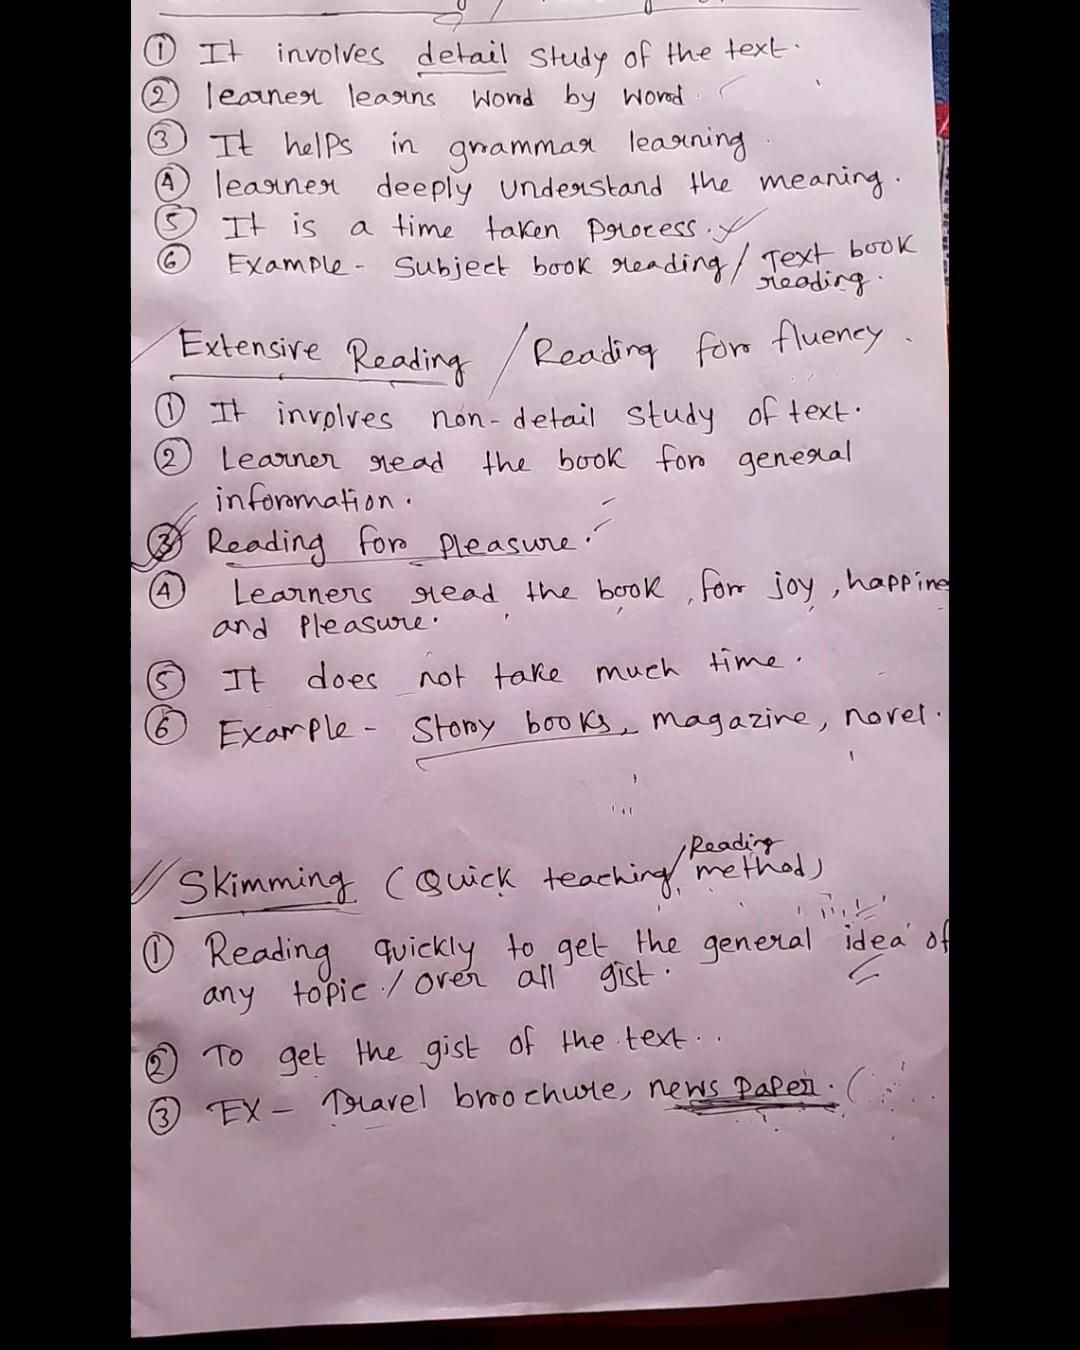 ① It involves detail study of the text.
② learner learns word by word.
③ It helps in grammar learning.
④ learner deeply understand the meaning.
⑤ It is a time taken process.
⑥ Example - Subject book reading / Text book
reading.
Extensive Reading / Reading for fluency.
① It involves non-detail study of text.
② Learner read the book for general
information.
③ Reading for pleasure.
④ Learners read the book, for joy, happine
and pleasure.
⑤ It does not take much time.
⑥ Example - Story books, magazine, novel.
Reading
Skimming (Quick teaching/ method)
① Reading quickly to get the general idea of
any topic / over all gist.
② To get the gist of the text..
③ EX - Travel brochure, news paper.